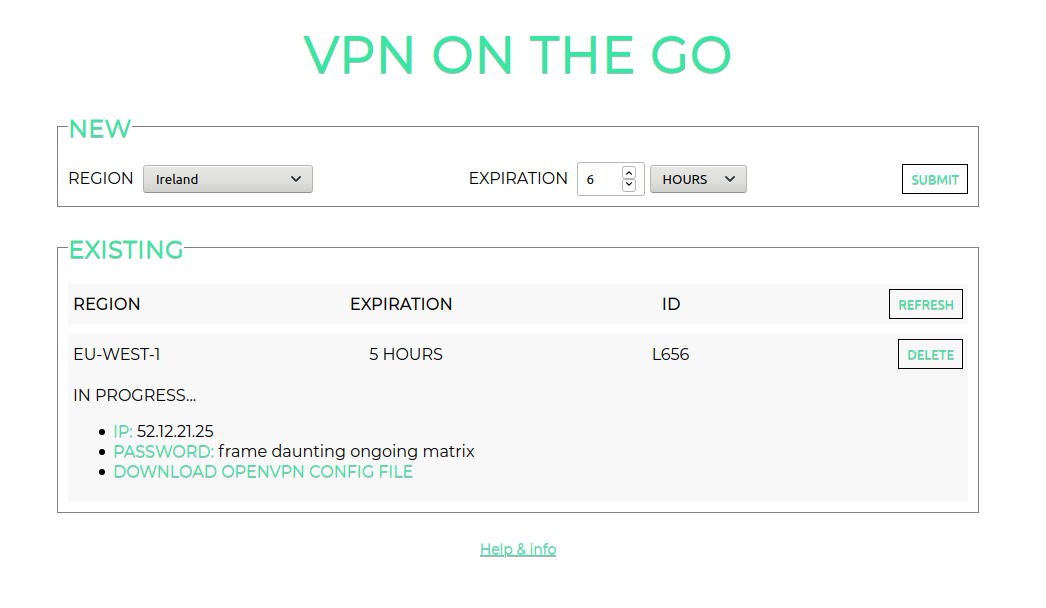 VPN ON THE GO
NEW
REGION Ireland EXPIRATION 6 HOURS SUBMIT
EXISTING
REGION EXPIRATION ID REFRESH
EU-WEST-1 5 HOURS L656 DELETE
IN PROGRESS...
IP: 52.12.21.25
PASSWORD: frame daunting ongoing matrix
DOWNLOAD OPENVPN CONFIG FILE
Help & info